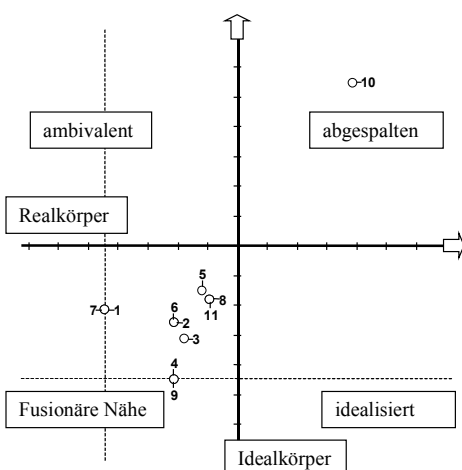 10
ambivalent
abgespalten
Realkörper
5
8
11
7 1
6
2
3
4
9
Fusionäre Nähe
idealisiert
Idealkörper